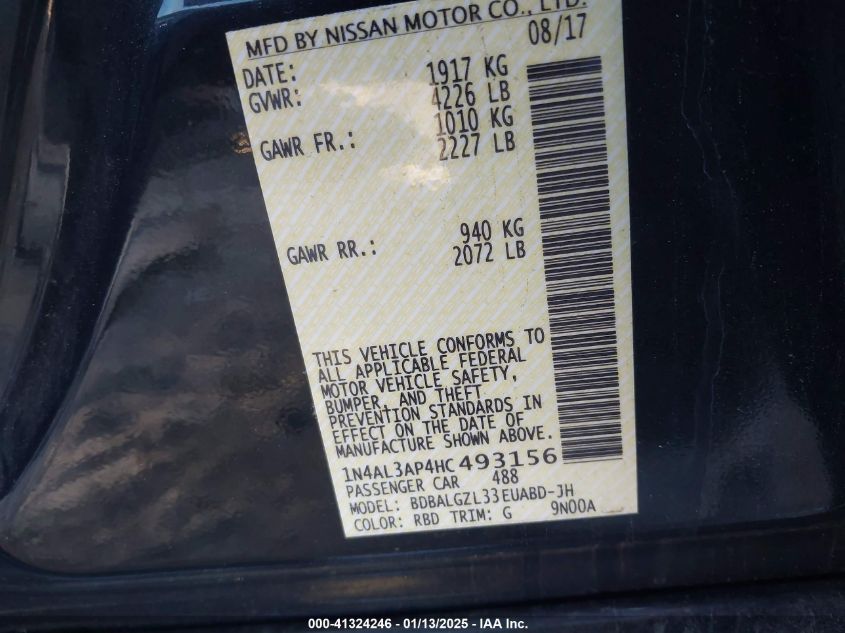 MFD BY NISSAN MOTOR CO., LTD.
DATE: 08/17
GVWR: 1917 KG
4226 LB
GAWR FR.: 1010 KG
2227 LB
GAWR RR.: 940 KG
2072 LB
THIS VEHICLE CONFORMS TO
ALL APPLICABLE FEDERAL
MOTOR VEHICLE SAFETY,
BUMPER, AND THEFT
PREVENTION STANDARDS IN
EFFECT ON THE DATE OF
MANUFACTURE SHOWN ABOVE.
1N4AL3AP4HC493156
PASSENGER CAR 488
MODEL: BDBALGZL33EUABD-JH
COLOR: RBD TRIM: G 9N00A
000-41324246 - 01/13/2025 - IAA Inc.